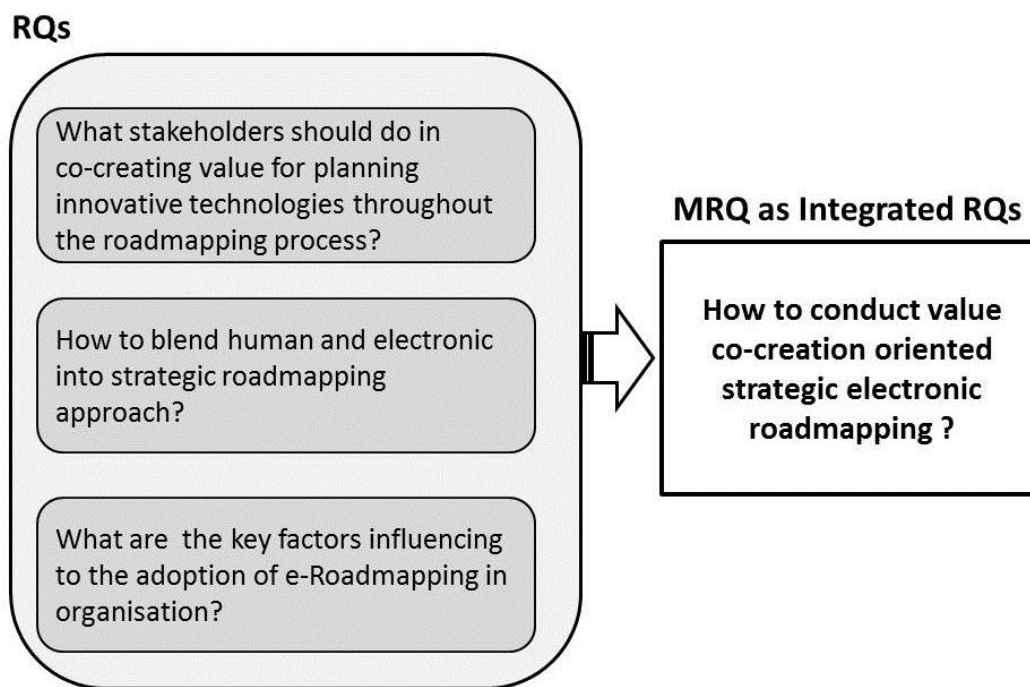 RQs
What stakeholders should do in
co-creating value for planning
innovative technologies throughout
the roadmapping process?
How to blend human and electronic
into strategic roadmapping
approach?
What are  the key factors influencing
to the adoption of e-Roadmapping in
organisation?
MRQ as Integrated RQs
How to conduct value
co-creation oriented
strategic electronic
roadmapping ?